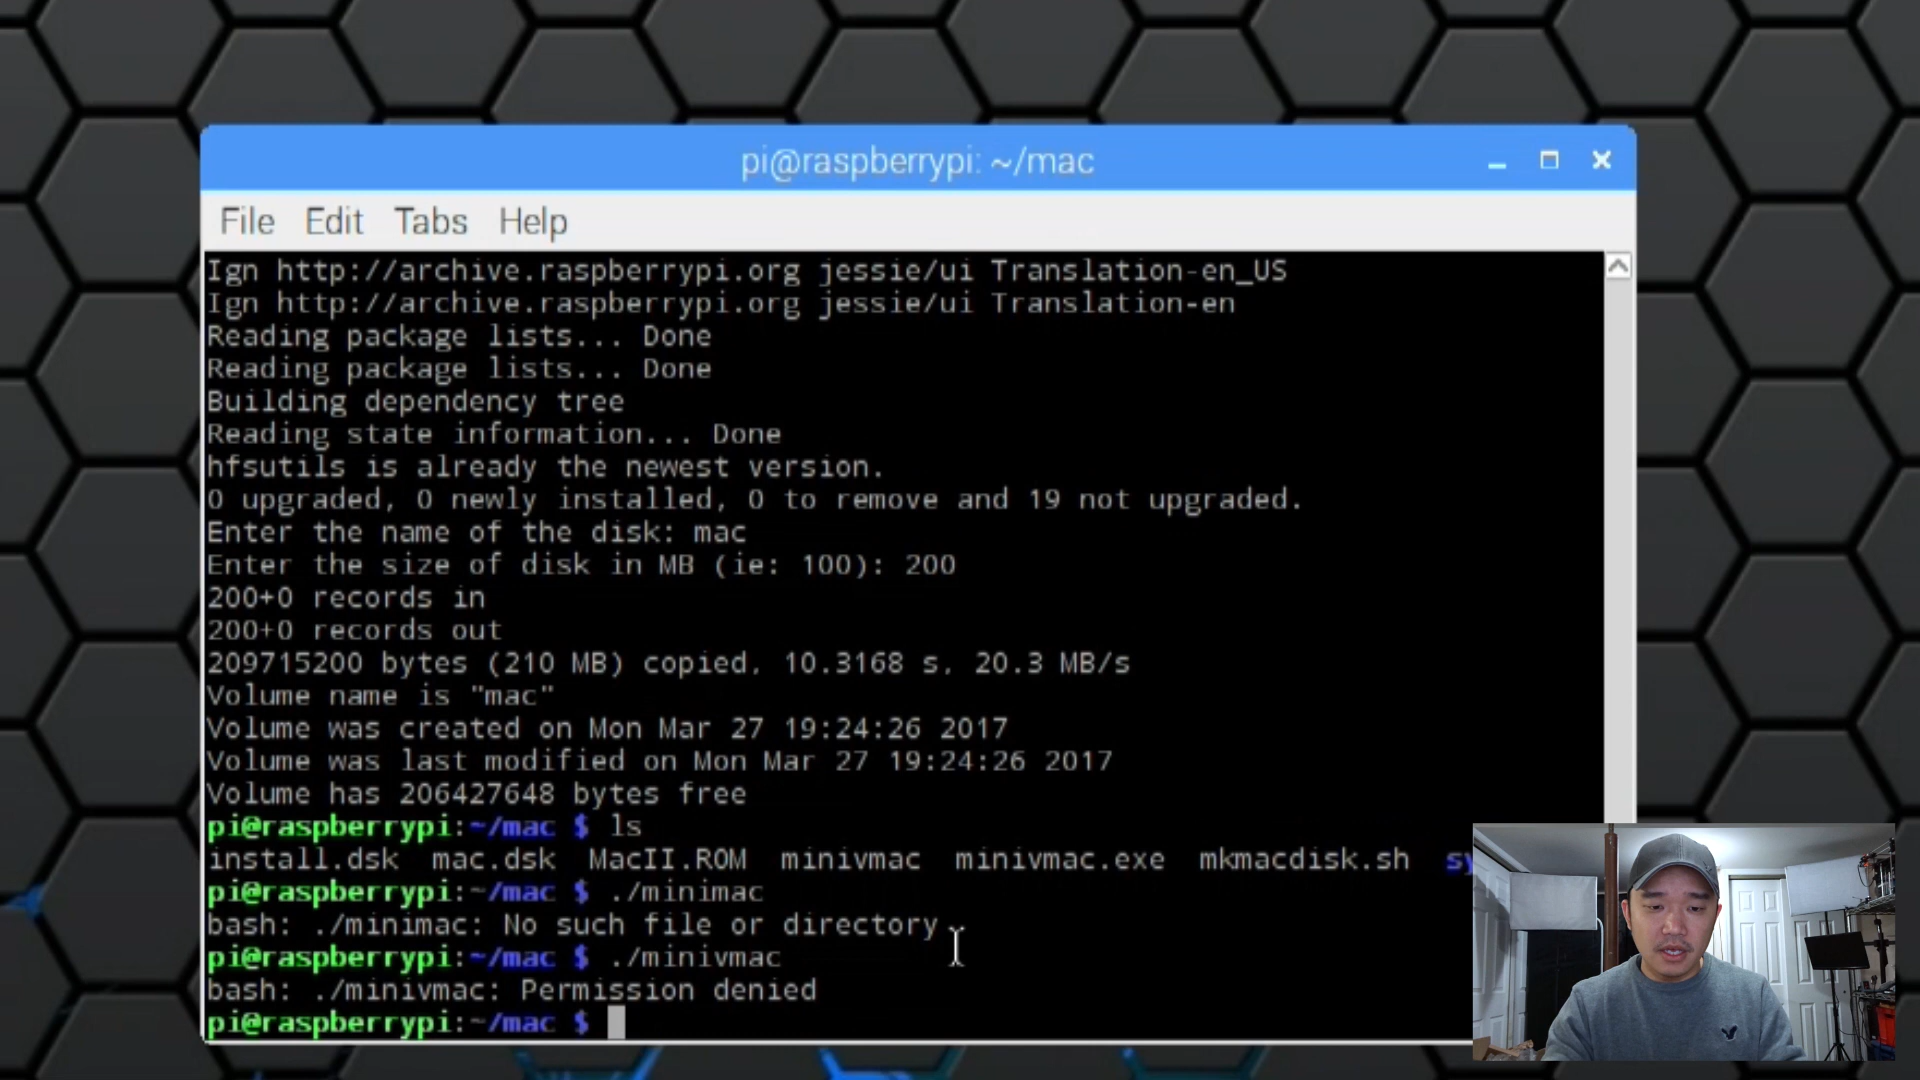 pi@raspberrypi: ~/mac
File Edit Tabs Help
Ign http://archive.raspberrypi.org jessie/ui Translation-en_US
Ign http://archive.raspberrypi.org jessie/ui Translation-en
Reading package lists... Done
Reading package lists... Done
Building dependency tree
Reading state information... Done
hfsutils is already the newest version.
0 upgraded, 0 newly installed, 0 to remove and 19 not upgraded.
Enter the name of the disk: mac
Enter the size of disk in MB (ie: 100): 200
200+0 records in
200+0 records out
209715200 bytes (210 MB) copied, 10.3168 s, 20.3 MB/s
Volume name is "mac"
Volume was created on Mon Mar 27 19:24:26 2017
Volume was last modified on Mon Mar 27 19:24:26 2017
Volume has 206427648 bytes free
pi@raspberrypi:~/mac $ ls
install.dsk mac.dsk MacII.ROM minivmac minivmac.exe mkmacdisk.sh
pi@raspberrypi:~/mac $ ./minimac
bash: ./minimac: No such file or directory
pi@raspberrypi:~/mac $ ./minivmac
bash: ./minivmac: Permission denied
pi@raspberrypi:~/mac $